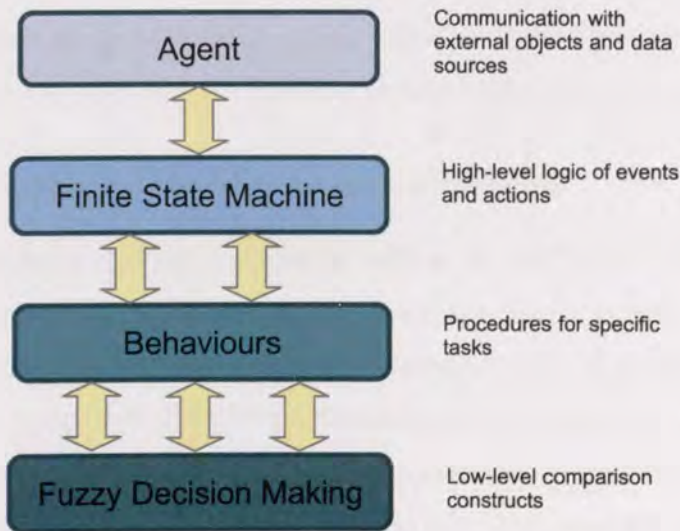 Agent
Communication with
external objects and data
sources
Finite State Machine
High-level logic of events
and actions
Behaviours
Procedures for specific
tasks
Fuzzy Decision Making
Low-level comparison
constructs